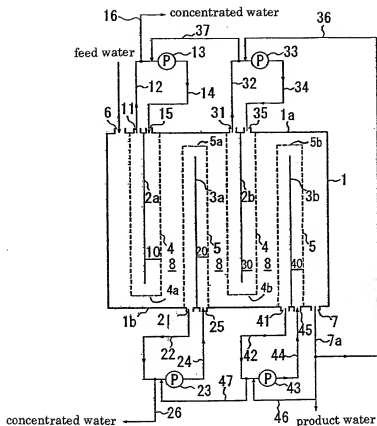 16 concentrated water
37 36
feed water P 13 P 33
12 14 32 34
6 11 15 31 35 1a
5a 5b
2a 3a 2b 3b 1
4 5 4 5
10 8 20 8 30 8 40
4a 4b
1b 21 25 41 45 7
22 24 42 44 7a
P 23 47 P 43
26 46
concentrated water product water